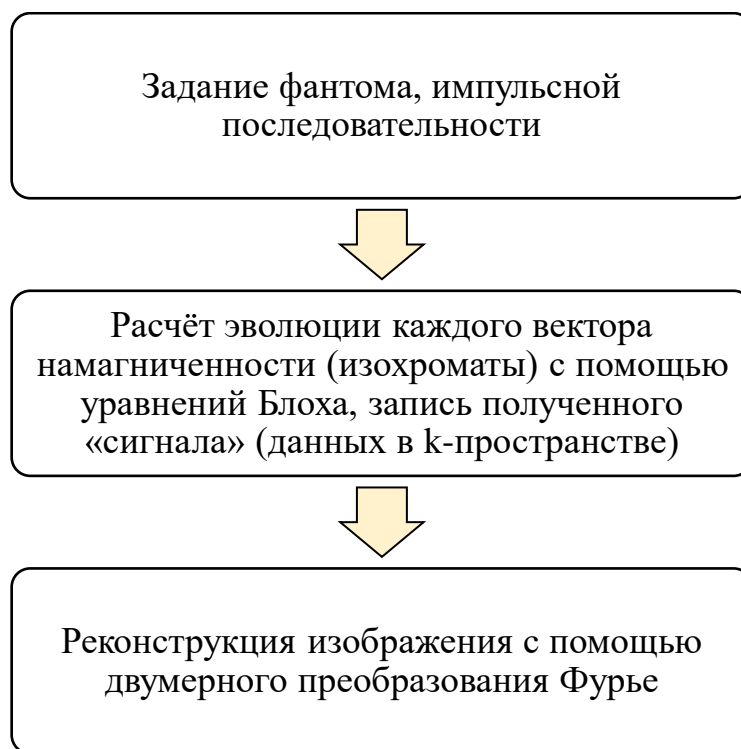 Задание фантома, импульсной
последовательности
Расчёт эволюции каждого вектора
намагниченности (изохроматы) с помощью
уравнений Блоха, запись полученного
«сигнала» (данных в k-пространстве)
Реконструкция изображения с помощью
двумерного преобразования Фурье